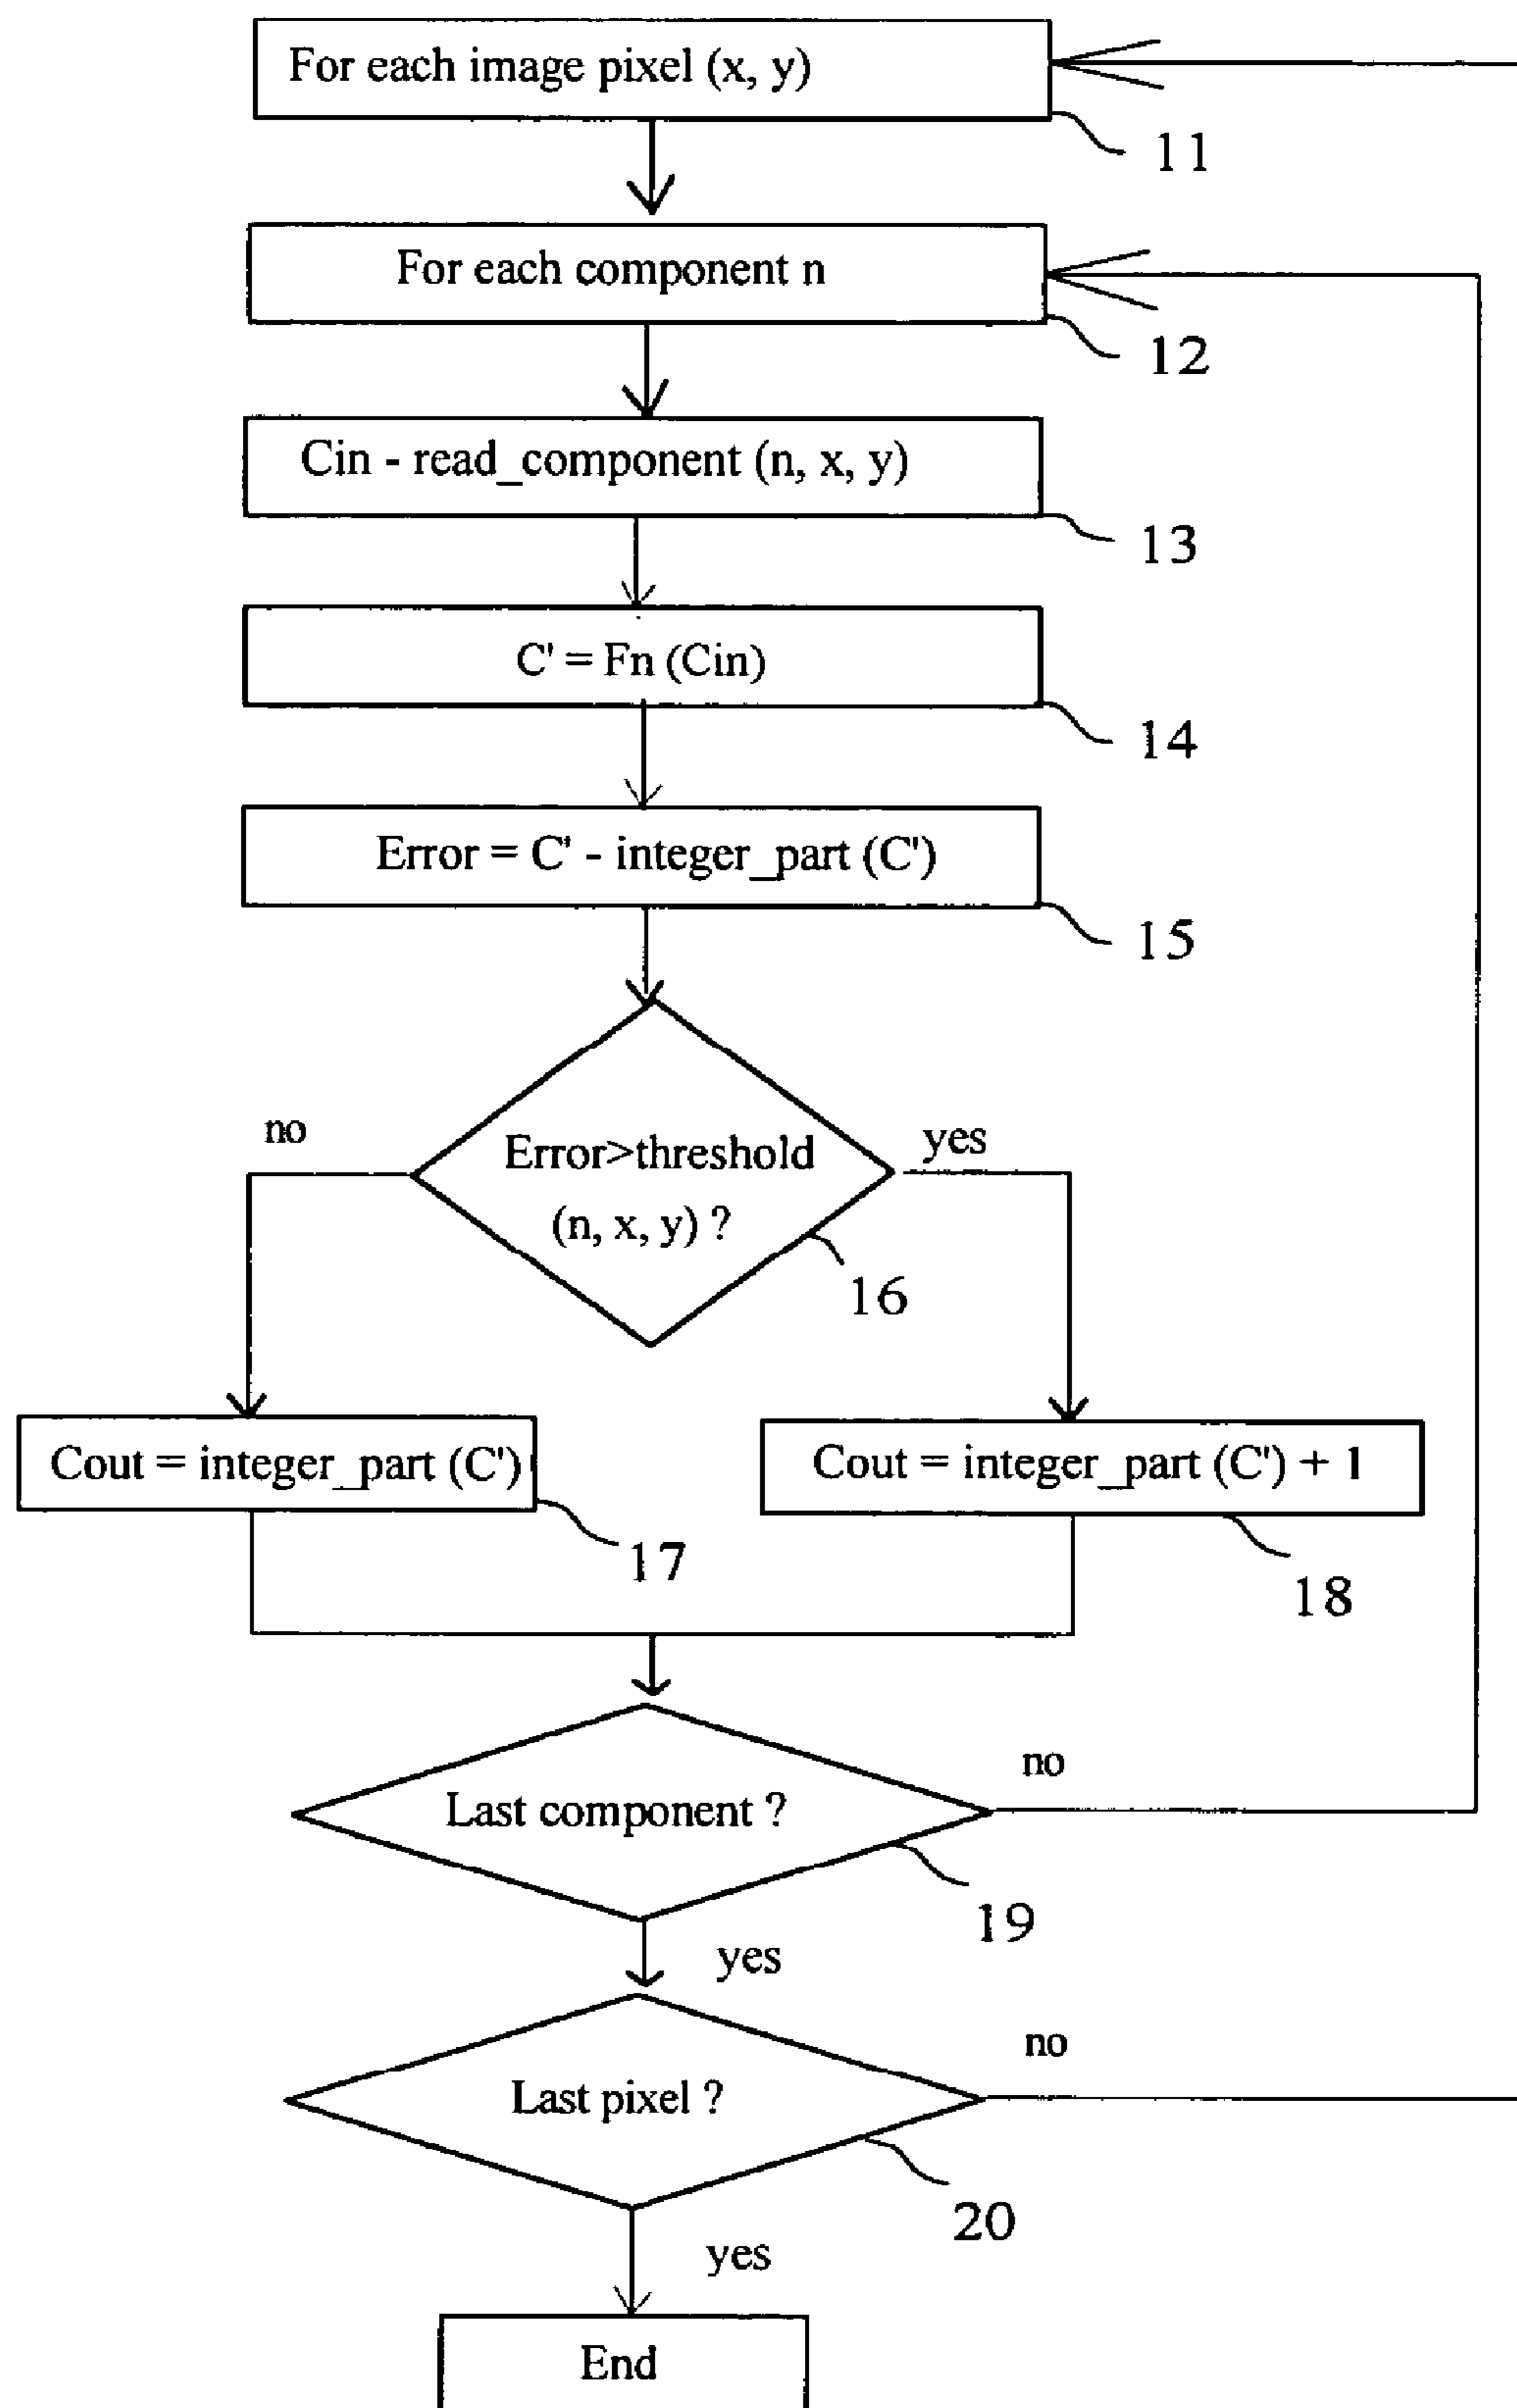 For each image pixel (x, y)
11
For each component n
12
Cin - read_component (n, x, y)
13
C' = Fn (Cin)
14
Error = C' - integer_part (C')
15
Error>threshold
(n, x, y) ?
no
yes
16
Cout = integer_part (C')
17
Cout = integer_part (C') + 1
18
Last component ?
no
19
yes
Last pixel ?
no
20
yes
End